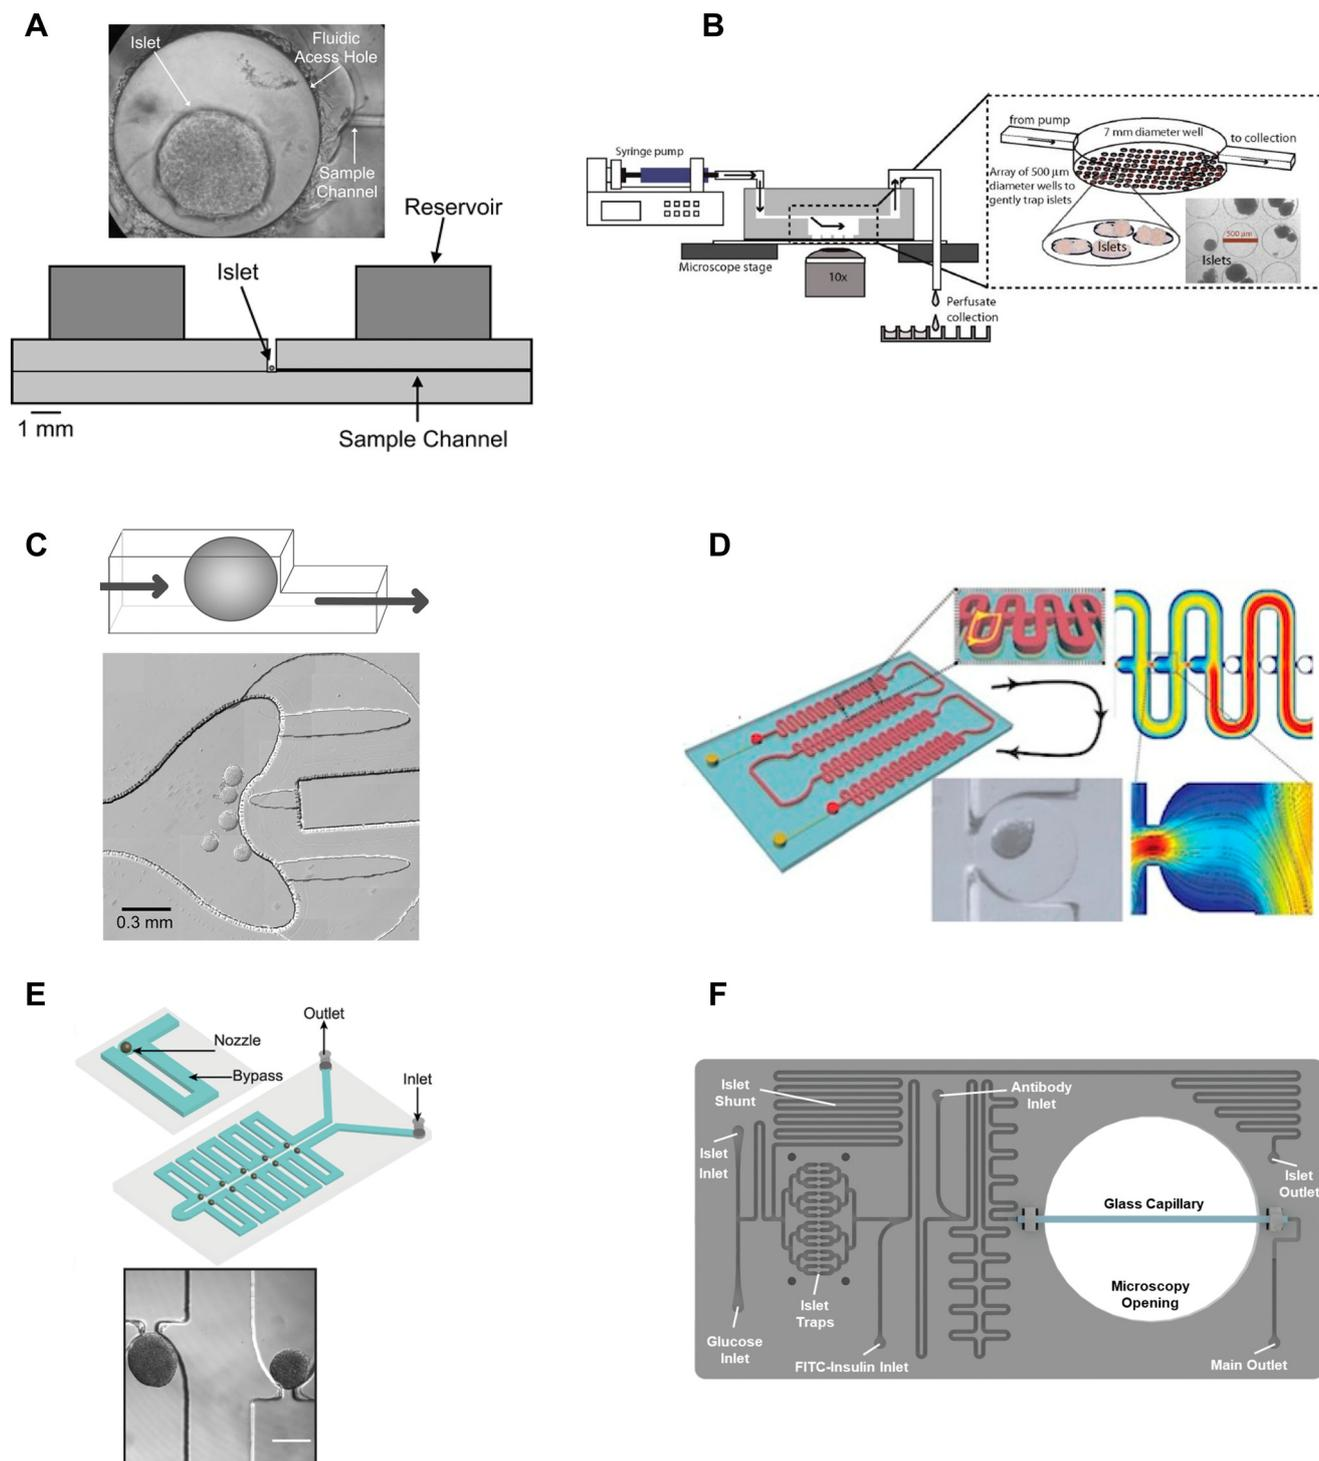 A
Islet
Fluidic
Acess Hole
Sample
Channel
Reservoir
Islet
1 mm
Sample Channel
B
Syringe pump
Microscope stage
10x
Perfusate
collection
from pump
7 mm diameter well
to collection
Array of 500 µm
diameter wells to
gently trap islets
Islets
500 µm
Islets
C
0.3 mm
D
E
Nozzle
Bypass
Outlet
Inlet
F
Islet
Shunt
Antibody
Inlet
Islet
Inlet
Islet
Outlet
Glass Capillary
Microscopy
Opening
Islet
Traps
Glucose
Inlet
FITC-Insulin Inlet
Main Outlet